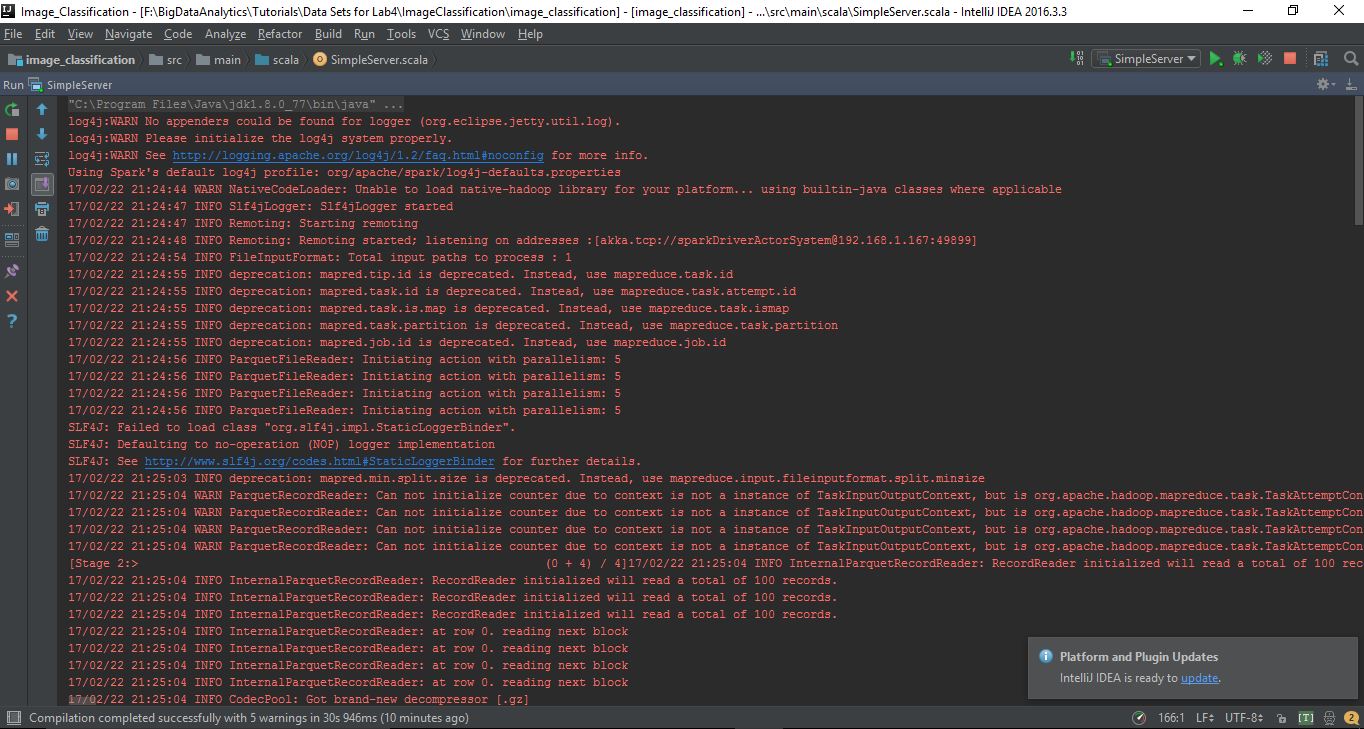 Image_Classification - [F:\BigDataAnalytics\Tutorials\Data Sets for Lab4\ImageClassification\image_classification] - [image_classification] - ...\src\main\scala\SimpleServer.scala - IntelliJ IDEA 2016.3.3
File Edit View Navigate Code Analyze Refactor Build Run Tools VCS Window Help
image_classification src main scala SimpleServer.scala SimpleServer
Run SimpleServer
"C:\Program Files\Java\jdk1.8.0_77\bin\java" ...
log4j:WARN No appenders could be found for logger (org.eclipse.jetty.util.log).
log4j:WARN Please initialize the log4j system properly.
log4j:WARN See http://logging.apache.org/log4j/1.2/faq.html#noconfig for more info.
Using Spark's default log4j profile: org/apache/spark/log4j-defaults.properties
17/02/22 21:24:44 WARN NativeCodeLoader: Unable to load native-hadoop library for your platform... using builtin-java classes where applicable
17/02/22 21:24:47 INFO Slf4jLogger: Slf4jLogger started
17/02/22 21:24:47 INFO Remoting: Starting remoting
17/02/22 21:24:48 INFO Remoting: Remoting started; listening on addresses :[akka.tcp://sparkDriverActorSystem@192.168.1.167:49899]
17/02/22 21:24:54 INFO FileInputFormat: Total input paths to process : 1
17/02/22 21:24:55 INFO deprecation: mapred.tip.id is deprecated. Instead, use mapreduce.task.id
17/02/22 21:24:55 INFO deprecation: mapred.task.id is deprecated. Instead, use mapreduce.task.attempt.id
17/02/22 21:24:55 INFO deprecation: mapred.task.is.map is deprecated. Instead, use mapreduce.task.ismap
17/02/22 21:24:55 INFO deprecation: mapred.task.partition is deprecated. Instead, use mapreduce.task.partition
17/02/22 21:24:55 INFO deprecation: mapred.job.id is deprecated. Instead, use mapreduce.job.id
17/02/22 21:24:56 INFO ParquetFileReader: Initiating action with parallelism: 5
17/02/22 21:24:56 INFO ParquetFileReader: Initiating action with parallelism: 5
17/02/22 21:24:56 INFO ParquetFileReader: Initiating action with parallelism: 5
17/02/22 21:24:56 INFO ParquetFileReader: Initiating action with parallelism: 5
SLF4J: Failed to load class "org.slf4j.impl.StaticLoggerBinder".
SLF4J: Defaulting to no-operation (NOP) logger implementation
SLF4J: See http://www.slf4j.org/codes.html#StaticLoggerBinder for further details.
17/02/22 21:25:03 INFO deprecation: mapred.min.split.size is deprecated. Instead, use mapreduce.input.fileinputformat.split.minsize
17/02/22 21:25:04 WARN ParquetRecordReader: Can not initialize counter due to context is not a instance of TaskInputOutputContext, but is org.apache.hadoop.mapreduce.task.TaskAttemptCon
17/02/22 21:25:04 WARN ParquetRecordReader: Can not initialize counter due to context is not a instance of TaskInputOutputContext, but is org.apache.hadoop.mapreduce.task.TaskAttemptCon
17/02/22 21:25:04 WARN ParquetRecordReader: Can not initialize counter due to context is not a instance of TaskInputOutputContext, but is org.apache.hadoop.mapreduce.task.TaskAttemptCon
17/02/22 21:25:04 WARN ParquetRecordReader: Can not initialize counter due to context is not a instance of TaskInputOutputContext, but is org.apache.hadoop.mapreduce.task.TaskAttemptCon
[Stage 2:> (0 + 4) / 4]17/02/22 21:25:04 INFO InternalParquetRecordReader: RecordReader initialized will read a total of 100 rec
17/02/22 21:25:04 INFO InternalParquetRecordReader: RecordReader initialized will read a total of 100 records.
17/02/22 21:25:04 INFO InternalParquetRecordReader: RecordReader initialized will read a total of 100 records.
17/02/22 21:25:04 INFO InternalParquetRecordReader: RecordReader initialized will read a total of 100 records.
17/02/22 21:25:04 INFO InternalParquetRecordReader: at row 0. reading next block
17/02/22 21:25:04 INFO InternalParquetRecordReader: at row 0. reading next block
17/02/22 21:25:04 INFO InternalParquetRecordReader: at row 0. reading next block
17/02/22 21:25:04 INFO InternalParquetRecordReader: at row 0. reading next block
17/02/22 21:25:04 INFO CodecPool: Got brand-new decompressor [.gz]
Platform and Plugin Updates
IntelliJ IDEA is ready to update.
Compilation completed successfully with 5 warnings in 30s 946ms (10 minutes ago) 166:1 LF UTF-8 [T] 2